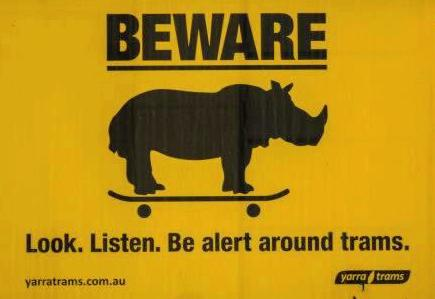 BEWARE
Look. Listen. Be alert around trams.
yarratrams.com.au
yarra trams